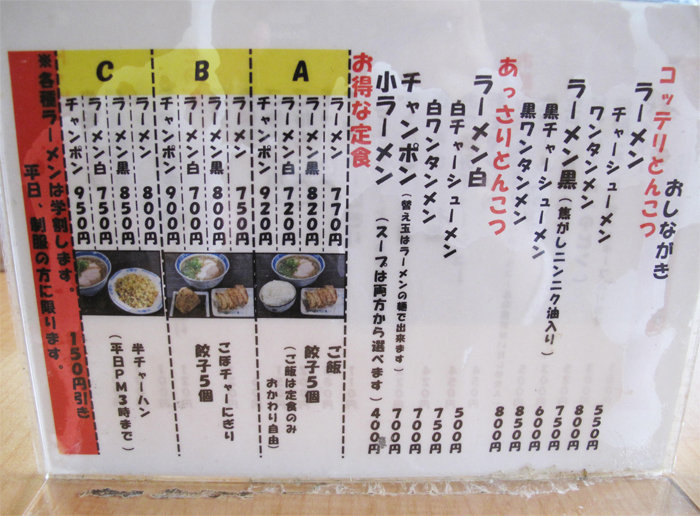 おしながき
コッテリとんこつ
ラーメン 550円
チャーシューメン 800円
ワンタンメン 750円
ラーメン黒(焦がしニンニク油入り) 600円
黒チャーシューメン 850円
黒ワンタンメン 800円
あっさりとんこつ
ラーメン白 500円
白チャーシューメン 750円
白ワンタンメン 700円
チャンポン(替え玉はラーメンの麺で出来ます) 700円
小ラーメン(スープは両方から選べます) 400円
お得な定食
A
ラーメン 770円
ラーメン黒 820円
ラーメン白 720円
チャンポン 920円
ご飯
餃子5個
(ご飯は定食のみ
おかわり自由)
B
ラーメン 750円
ラーメン黒 800円
ラーメン白 700円
チャンポン 900円
こぼチャーにぎり
餃子5個
C
ラーメン 800円
ラーメン黒 850円
ラーメン白 750円
チャンポン 950円
半チャーハン
(平日PM3時まで)
※各種ラーメンは学割します。 150円引き
平日、制服の方に限ります。